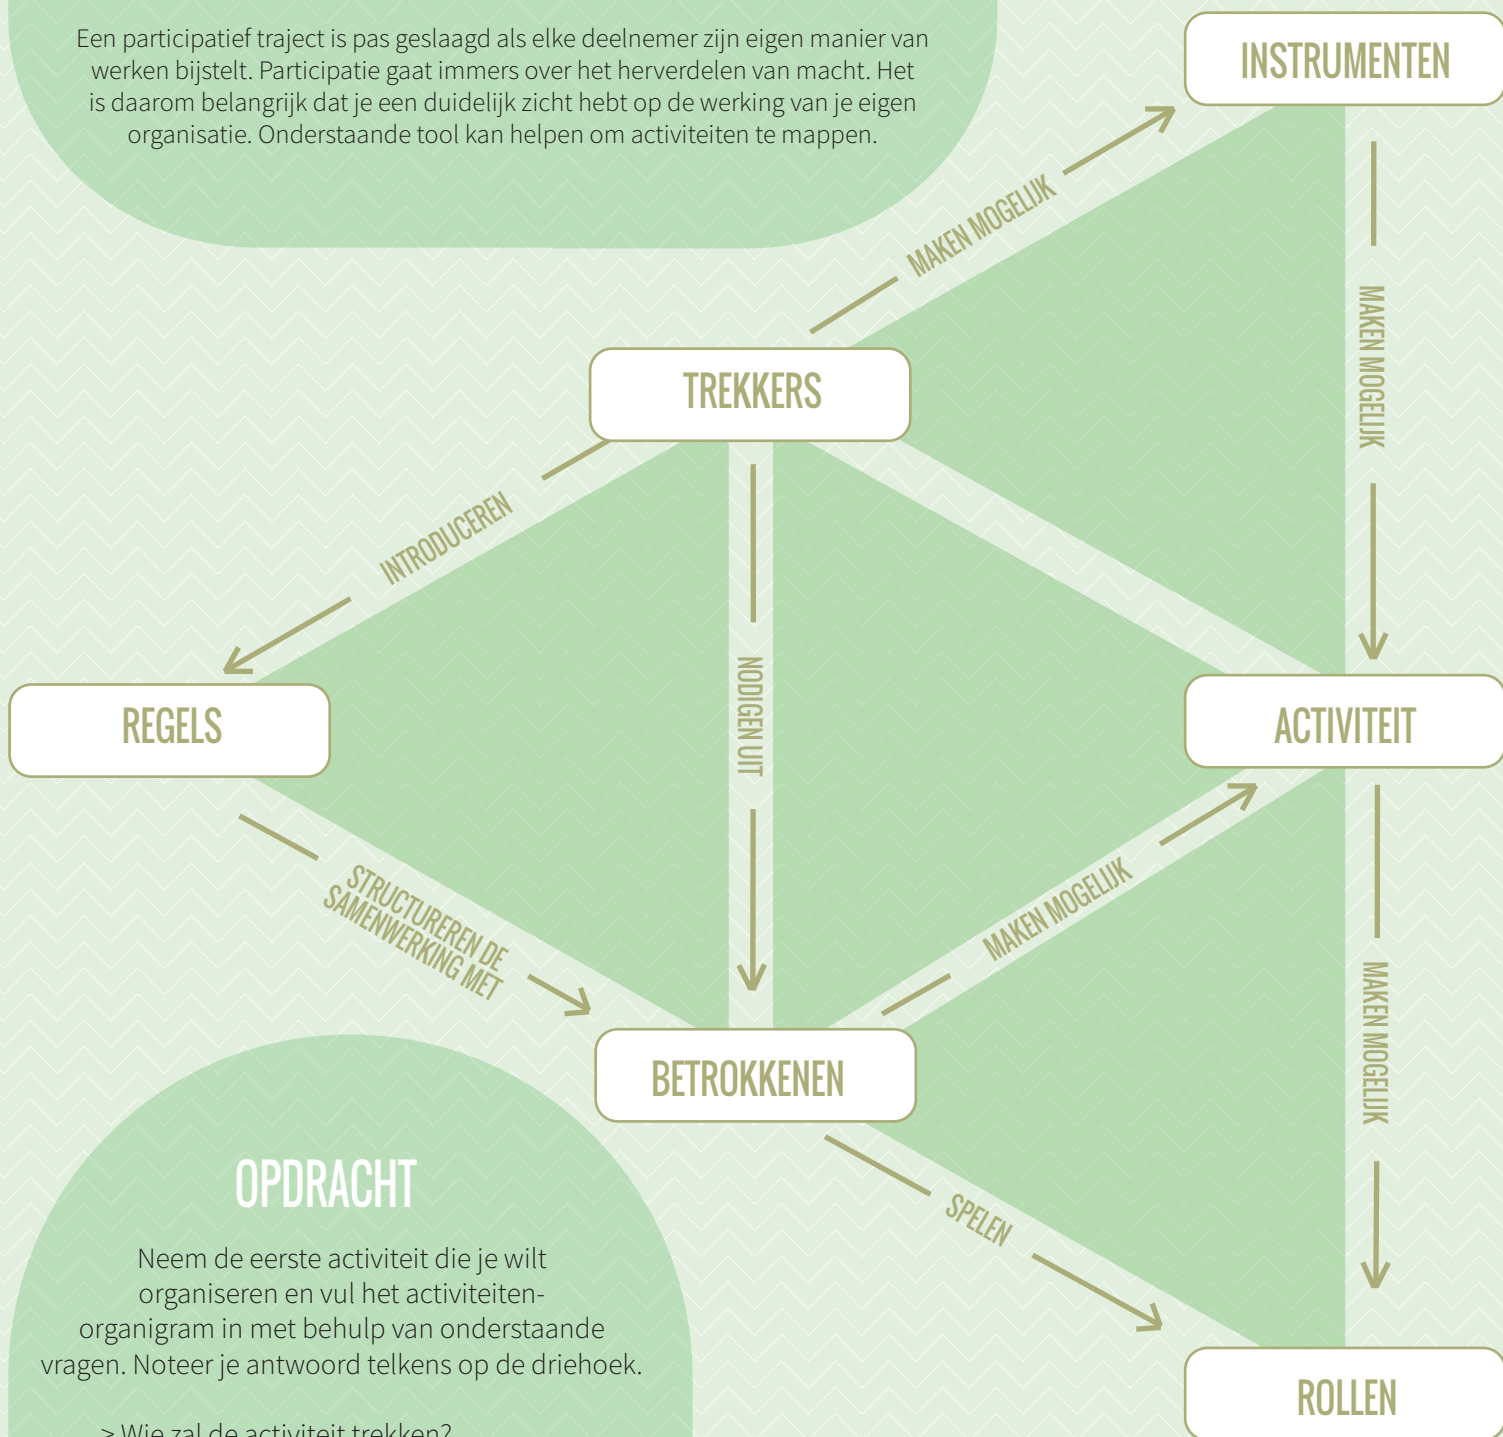 Een participatief traject is pas geslaagd als elke deelnemer zijn eigen manier van
werken bijstelt. Participatie gaat immers over het herverdelen van macht. Het
is daarom belangrijk dat je een duidelijk zicht hebt op de werking van je eigen
organisatie. Onderstaande tool kan helpen om activiteiten te mappen.
INSTRUMENTEN
MAKEN MOGELIJK
MAKEN MOGELIJK
TREKKERS
INTRODUCEREN
NODIGEN UIT
REGELS
ACTIVITEIT
STRUCTUREREN DE
SAMENWERKING MET
MAKEN MOGELIJK
MAKEN MOGELIJK
BETROKKENEN
SPELEN
ROLLEN
OPDRACHT
Neem de eerste activiteit die je wilt
organiseren en vul het activiteiten-
organigram in met behulp van onderstaande
vragen. Noteer je antwoord telkens op de driehoek.
> Wie zal de activiteit trekken?